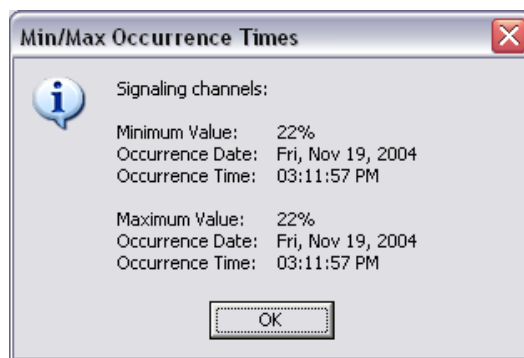 Min/Max Occurrence Times
Signaling channels:
Minimum Value: 22%
Occurrence Date: Fri, Nov 19, 2004
Occurrence Time: 03:11:57 PM
Maximum Value: 22%
Occurrence Date: Fri, Nov 19, 2004
Occurrence Time: 03:11:57 PM
OK